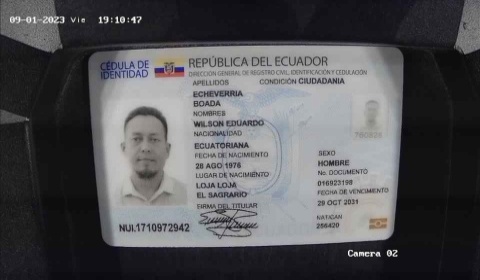 09-01-2023 Vie 19:10:47
CÉDULA DE IDENTIDAD
REPÚBLICA DEL ECUADOR
DIRECCIÓN GENERAL DE REGISTRO CIVIL, IDENTIFICACIÓN Y CEDULACIÓN
APELLIDOS CONDICIÓN CIUDADANÍA
ECHEVERRIA
BOADA
NOMBRES
WILSON EDUARDO
NACIONALIDAD
ECUATORIANA
FECHA DE NACIMIENTO
SEXO
28 AGO 1976
HOMBRE
LUGAR DE NACIMIENTO
No. DOCUMENTO
LOJA LOJA
016923198
EL SAGRARIO
FECHA DE VENCIMIENTO
29 OCT 2031
FIRMA DEL TITULAR
NAT/CAN
NUI.1710972942
286420
Camera 02